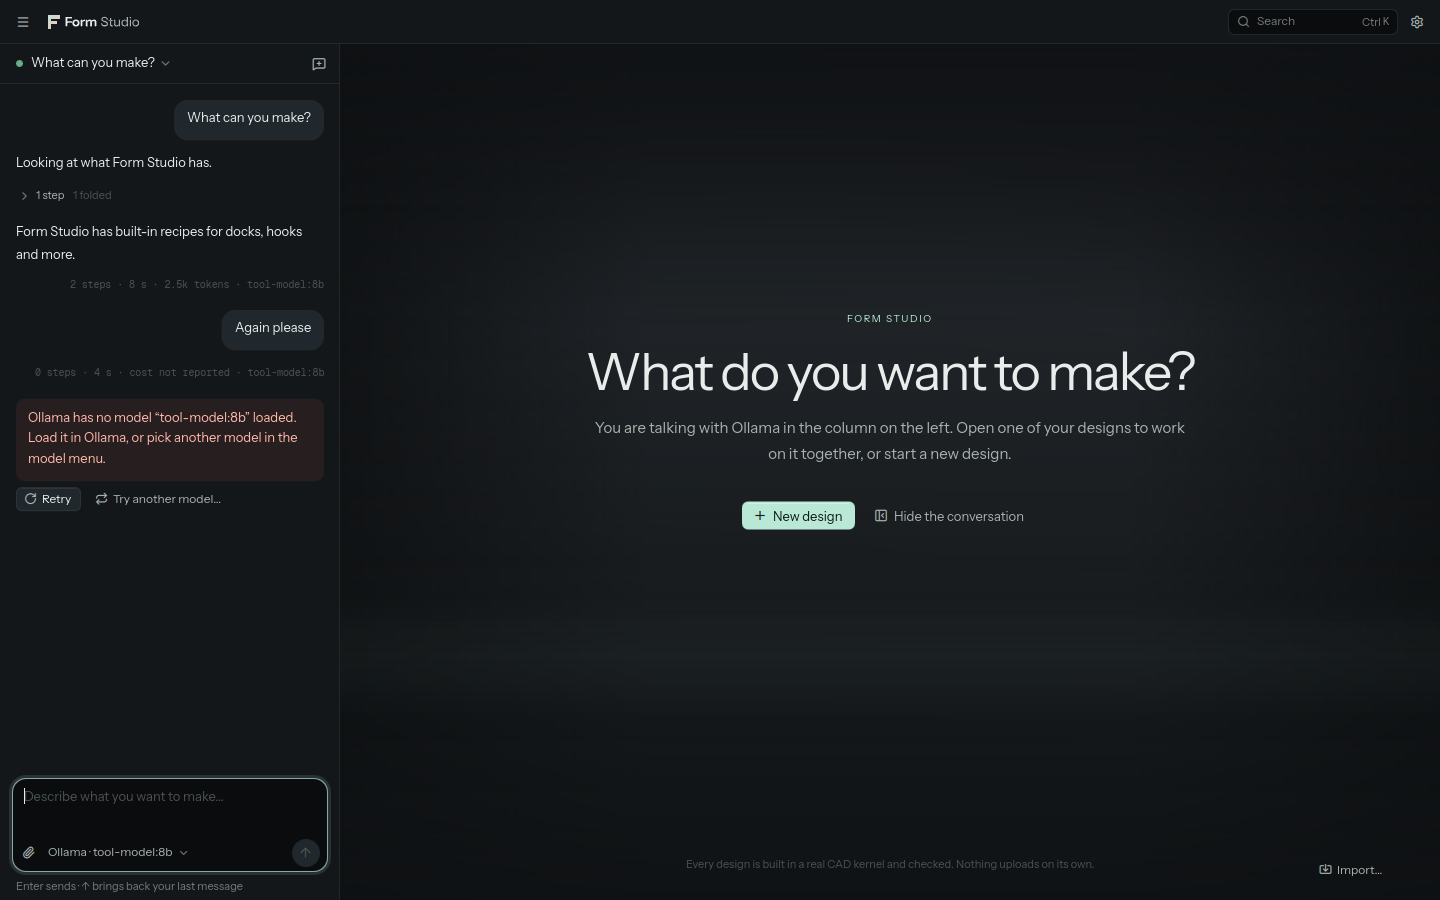 Form Studio
Search
Ctrl K
What can you make?
What can you make?
Looking at what Form Studio has.
1 step 1 folded
Form Studio has built-in recipes for docks, hooks
and more.
2 steps · 8 s · 2.5k tokens · tool-model:8b
Again please
0 steps · 4 s · cost not reported · tool-model:8b
Ollama has no model “tool-model:8b” loaded.
Load it in Ollama, or pick another model in the
model menu.
Retry
Try another model...
Describe what you want to make...
Ollama · tool-model:8b
Enter sends · ↑ brings back your last message
FORM STUDIO
What do you want to make?
You are talking with Ollama in the column on the left. Open one of your designs to work
on it together, or start a new design.
New design
Hide the conversation
Every design is built in a real CAD kernel and checked. Nothing uploads on its own.
Import...